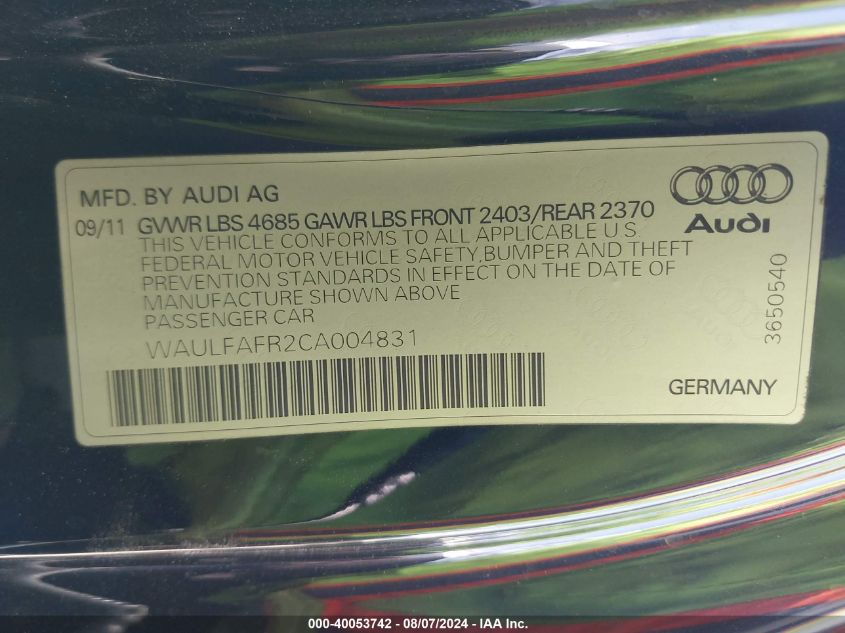 MFD. BY AUDI AG
09/11 GVWR LBS 4685 GAWR LBS FRONT 2403/REAR 2370
THIS VEHICLE CONFORMS TO ALL APPLICABLE U.S.
FEDERAL MOTOR VEHICLE SAFETY,BUMPER AND THEFT
PREVENTION STANDARDS IN EFFECT ON THE DATE OF
MANUFACTURE SHOWN ABOVE
PASSENGER CAR
WAULFAFR2CA004831
Audi
3650540
GERMANY
000-40053742 - 08/07/2024 - IAA Inc.